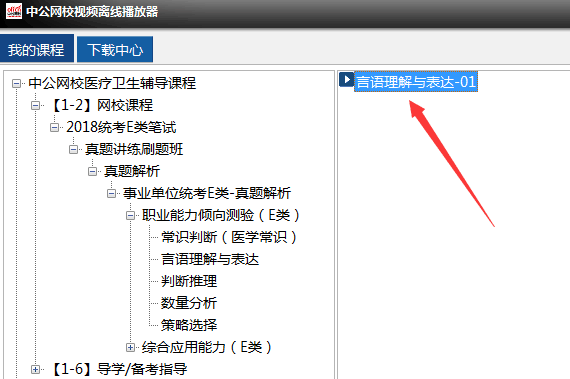 中公网校视频离线播放器
我的课程 下载中心
中公网校医疗卫生辅导课程
【1-2】网校课程
2018统考E类笔试
真题讲练刷题班
真题解析
事业单位统考E类-真题解析
职业能力倾向测验（E类）
常识判断（医学常识）
言语理解与表达
判断推理
数量分析
策略选择
综合应用能力（E类）
【1-6】导学/备考指导
言语理解与表达-01